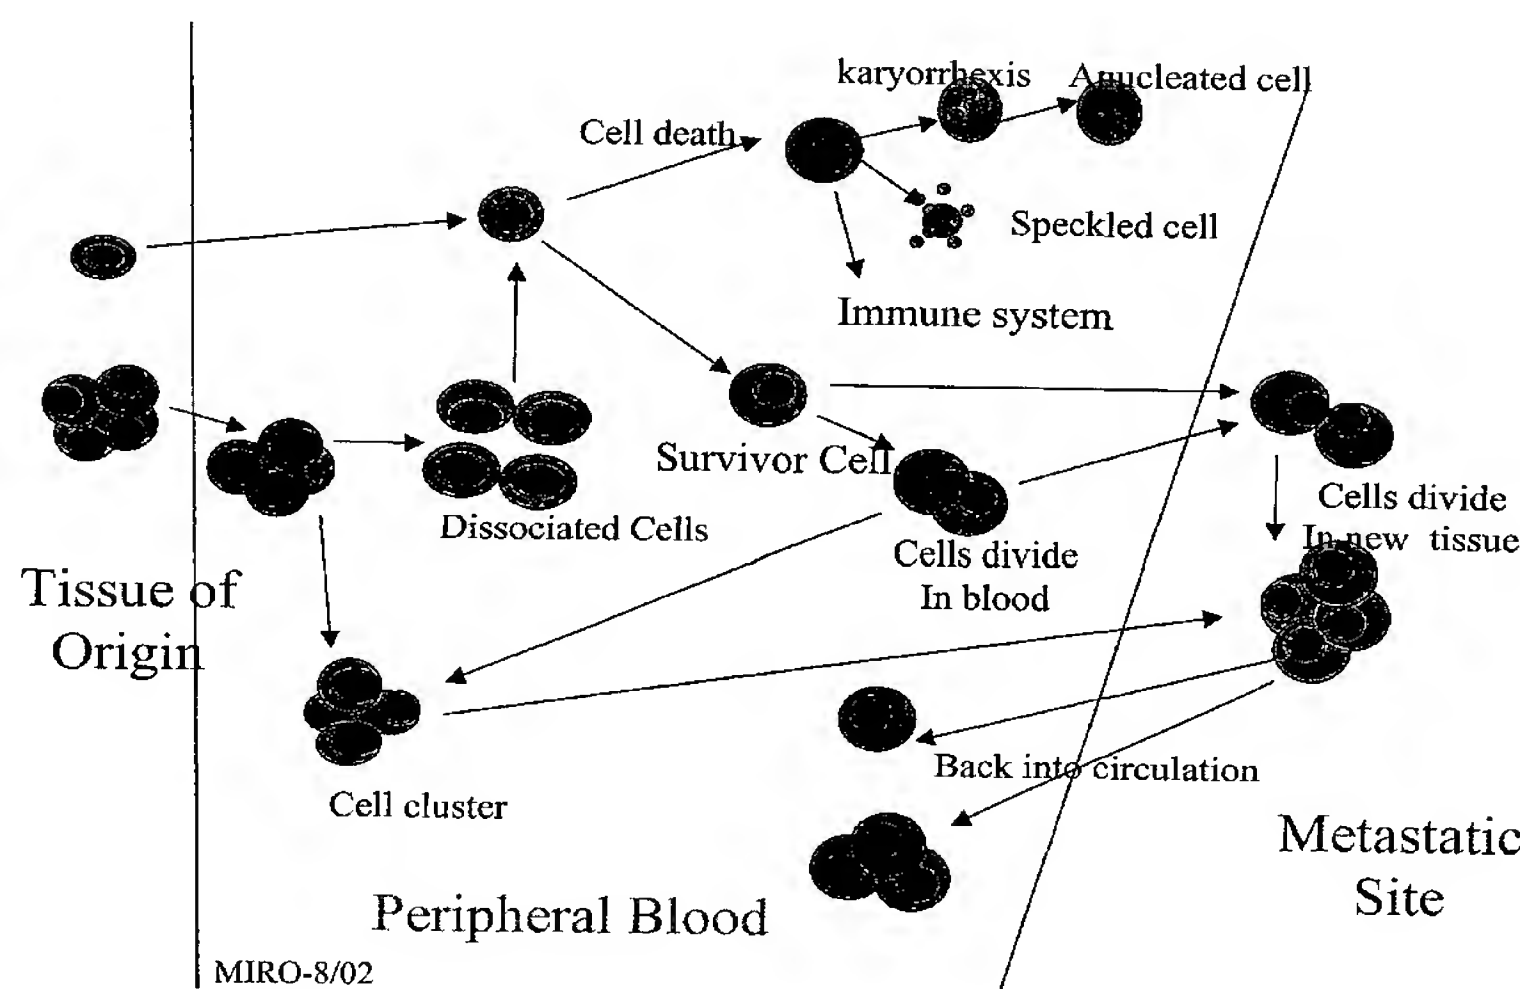 karyorrhexis Anucleated cell
Cell death
Speckled cell
Immune system
Survivor Cell
Dissociated Cells
Cells divide
In blood
Cells divide
In new tissue
Tissue of
Origin
Cell cluster
Back into circulation
Metastatic
Site
Peripheral Blood
MIRO-8/02